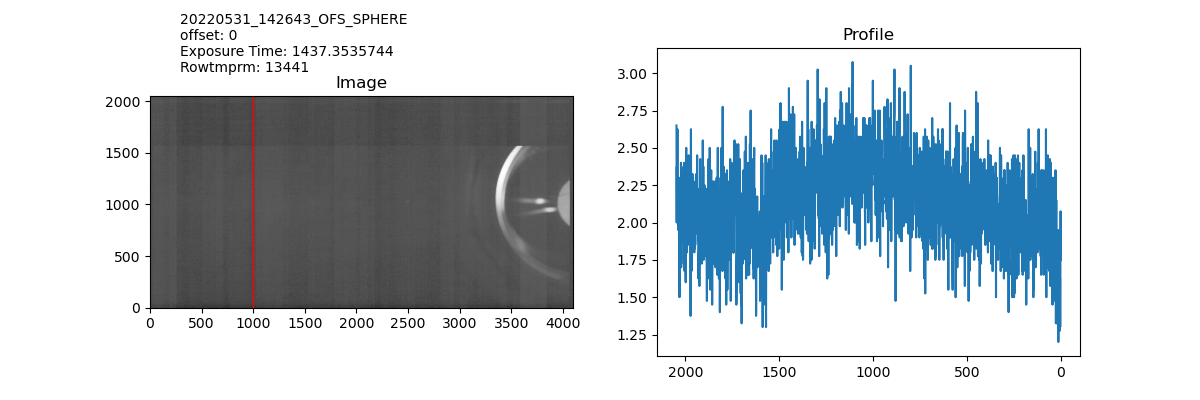 20220531_142643_OFS_SPHERE
offset: 0
Exposure Time: 1437.3535744
Rowtmprm: 13441
Image
2000
1500
1000
500
0
0 500 1000 1500 2000 2500 3000 3500 4000
Profile
3.00
2.75
2.50
2.25
2.00
1.75
1.50
1.25
2000 1500 1000 500 0